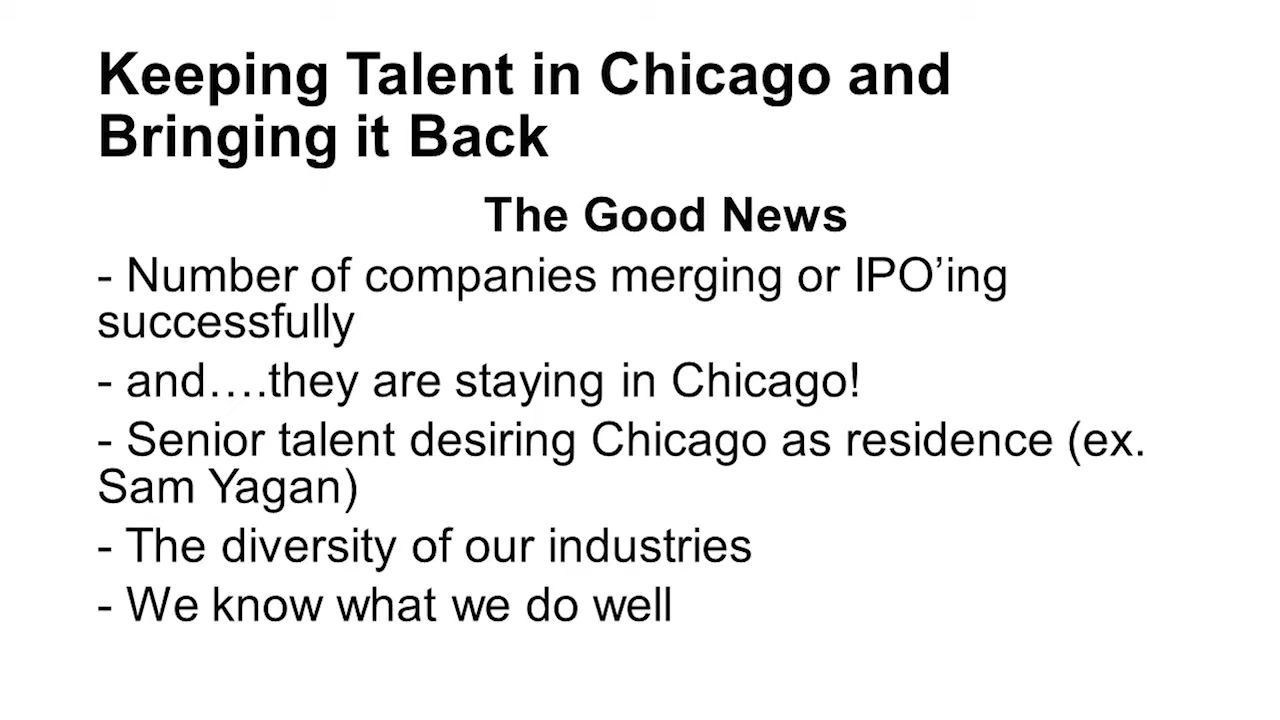 Keeping Talent in Chicago and
Bringing it Back
The Good News
- Number of companies merging or IPO’ing
successfully
- and….they are staying in Chicago!
- Senior talent desiring Chicago as residence (ex.
Sam Yagan)
- The diversity of our industries
- We know what we do well